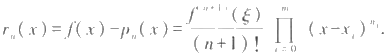 r_n(x)=f(x)-p_n(x)=\frac{f^{n+1}(\xi)}{(n+1)!}\prod_{i=0}^{m}(x-x_i)^{n_i}.